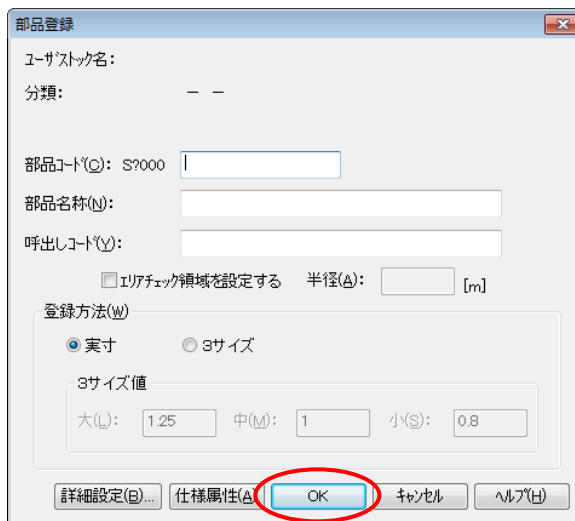 部品登録
ﾕｰｻﾞｽﾄｯｸ名:
分類: － －
部品ｺｰﾄﾞ(C): S?000
部品名称(N):
呼出しｺｰﾄﾞ(Y):
ｴﾘｱﾁｪｯｸ領域を設定する 半径(A): [m]
登録方法(W)
実寸 3サイズ
3サイズ値
大(L): 1.25 中(M): 1 小(S): 0.8
詳細設定(B)... 仕様属性(A) OK ｷｬﾝｾﾙ ﾍﾙﾌﾟ(H)